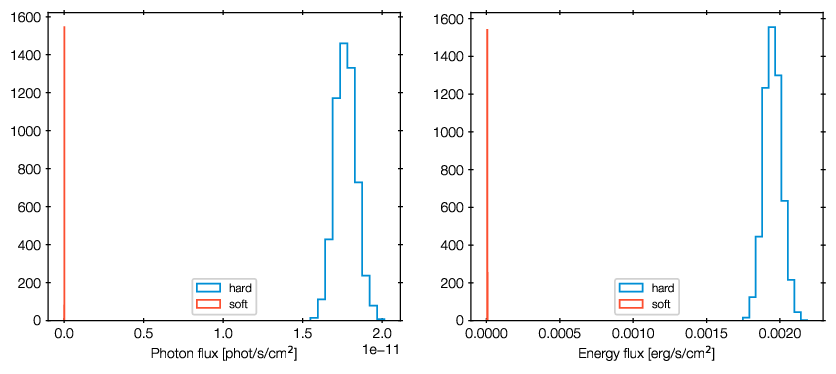 1600
1400
1200
1000
800
600
400
200
0
hard
soft
0.0 0.5 1.0 1.5 2.0
1e−11
Photon flux [phot/s/cm²]
1600
1400
1200
1000
800
600
400
200
0
hard
soft
0.0000 0.0005 0.0010 0.0015 0.0020
Energy flux [erg/s/cm²]